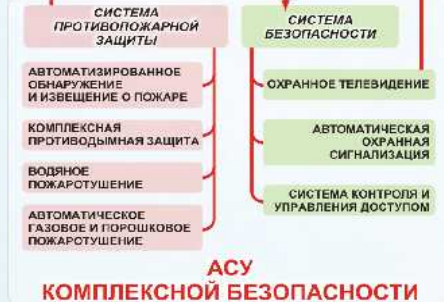 СИСТЕМА
ПРОТИВОПОЖАРНОЙ
ЗАЩИТЫ
АВТОМАТИЗИРОВАННОЕ
ОБНАРУЖЕНИЕ
И ИЗВЕЩЕНИЕ О ПОЖАРЕ
КОМПЛЕКСНАЯ
ПРОТИВОДЫМНАЯ ЗАЩИТА
ВОДЯНОЕ
ПОЖАРОТУШЕНИЕ
АВТОМАТИЧЕСКОЕ
ГАЗОВОЕ И ПОРОШКОВОЕ
ПОЖАРОТУШЕНИЕ
СИСТЕМА
БЕЗОПАСНОСТИ
ОХРАННОЕ ТЕЛЕВИДЕНИЕ
АВТОМАТИЧЕСКАЯ
ОХРАННАЯ
СИГНАЛИЗАЦИЯ
СИСТЕМА КОНТРОЛЯ И
УПРАВЛЕНИЯ ДОСТУПОМ
АСУ
КОМПЛЕКСНОЙ БЕЗОПАСНОСТИ